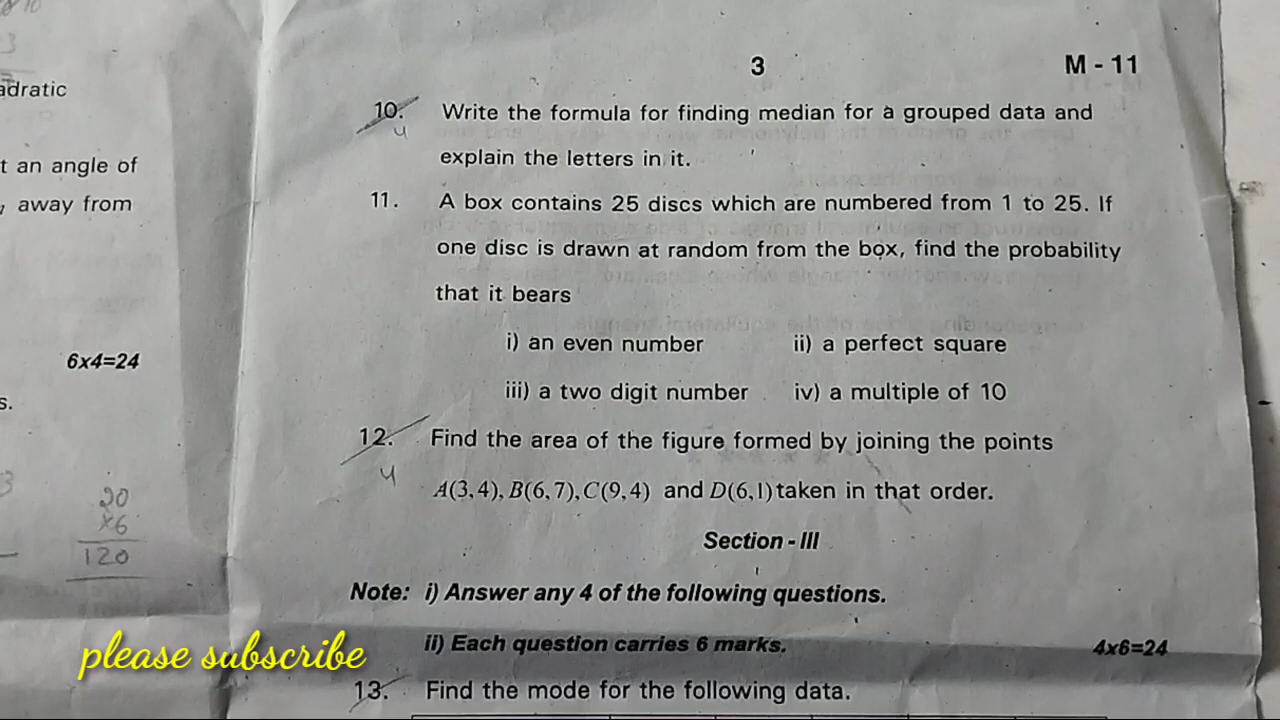 adratic
t an angle of
away from
6x4=24
s.
3
20
x6
120
3 M - 11
10. Write the formula for finding median for a grouped data and
4
explain the letters in it.
11. A box contains 25 discs which are numbered from 1 to 25. If
one disc is drawn at random from the box, find the probability
that it bears
i) an even number ii) a perfect square
iii) a two digit number iv) a multiple of 10
12. Find the area of the figure formed by joining the points
4
A(3,4), B(6,7), C(9,4) and D(6,1) taken in that order.
Section - III
Note: i) Answer any 4 of the following questions.
ii) Each question carries 6 marks. 4x6=24
13. Find the mode for the following data.
please subscribe